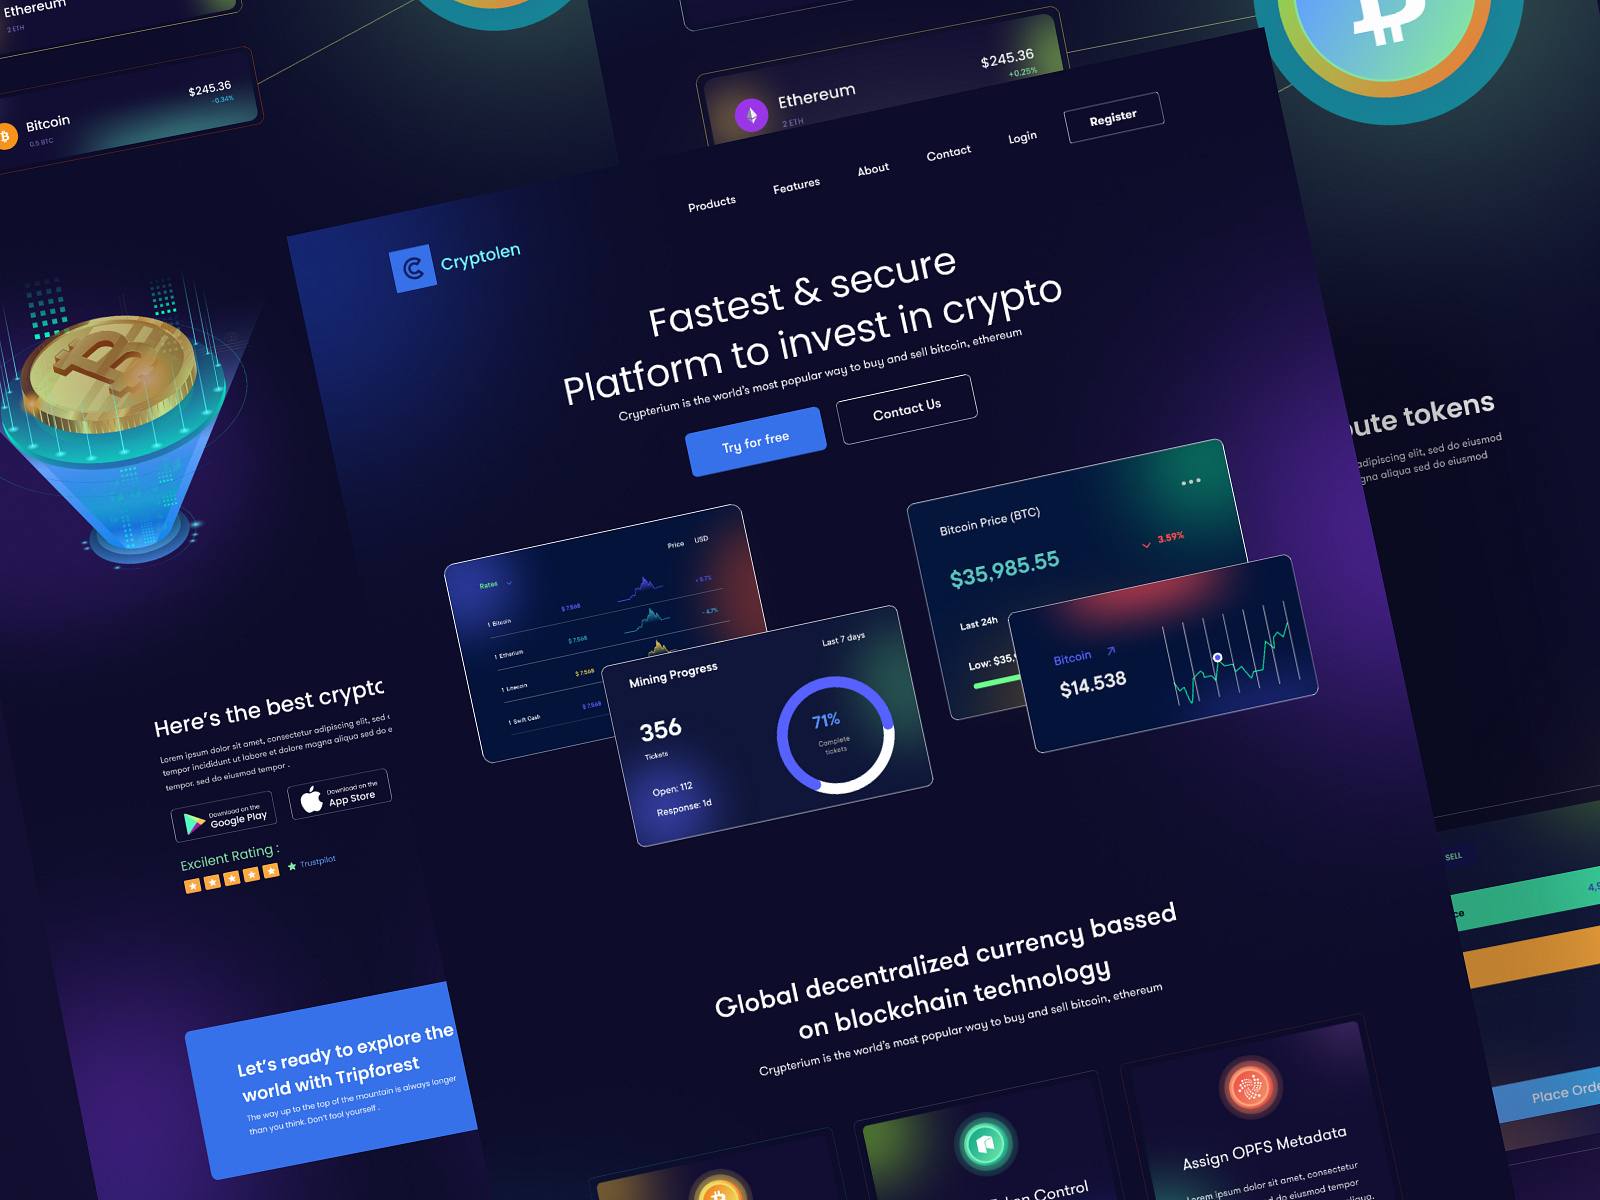 Ethereum
2 ETH
Bitcoin
0.5 BTC
$245.36
-0.34%
Ethereum
2 ETH
$245.36
+0.25%
Cryptolen
Products
Features
About
Contact
Login
Register
Fastest & secure
Platform to invest in crypto
Crypterium is the world's most popular way to buy and sell bitcoin, ethereum
Try for free
Contact Us
Rates
Price
USD
1 Bitcoin
$ 7.568
+ 6.7%
1 Etherium
$ 7.568
- 4.7%
1 Litecoin
$ 7.568
1 Swift Cash
$ 7.568
Mining Progress
Last 7 days
356
Tickets
Open: 112
Response: 1d
71%
Complete
tickets
Bitcoin Price (BTC)
$35,985.55
3.59%
Last 24h
Low: $35,
Bitcoin
$14.538
Here's the best crypto
Lorem ipsum dolor sit amet, consectetur adipiscing elit, sed
tempor incididunt ut labore et dolore magna aliqua sed do e
tempor. sed do eiusmod tempor .
Download on the
Google Play
Download on the
App Store
Excilent Rating :
Trustpilot
Let's ready to explore the
world with Tripforest
The way up to the top of the mountain is always longer
than you think. Don't fool yourself .
Global decentralized currency bassed
on blockchain technology
Crypterium is the world's most popular way to buy and sell bitcoin, ethereum
Control
Assign OPFS Metadata
Lorem ipsum dolor sit amet, consectetur
adipiscing elit, sed do eiusmod tempor
aliqua.
bute tokens
adipiscing elit, sed do eiusmod
gna aliqua sed do eiusmod
SELL
ce
4,9
Place Orde